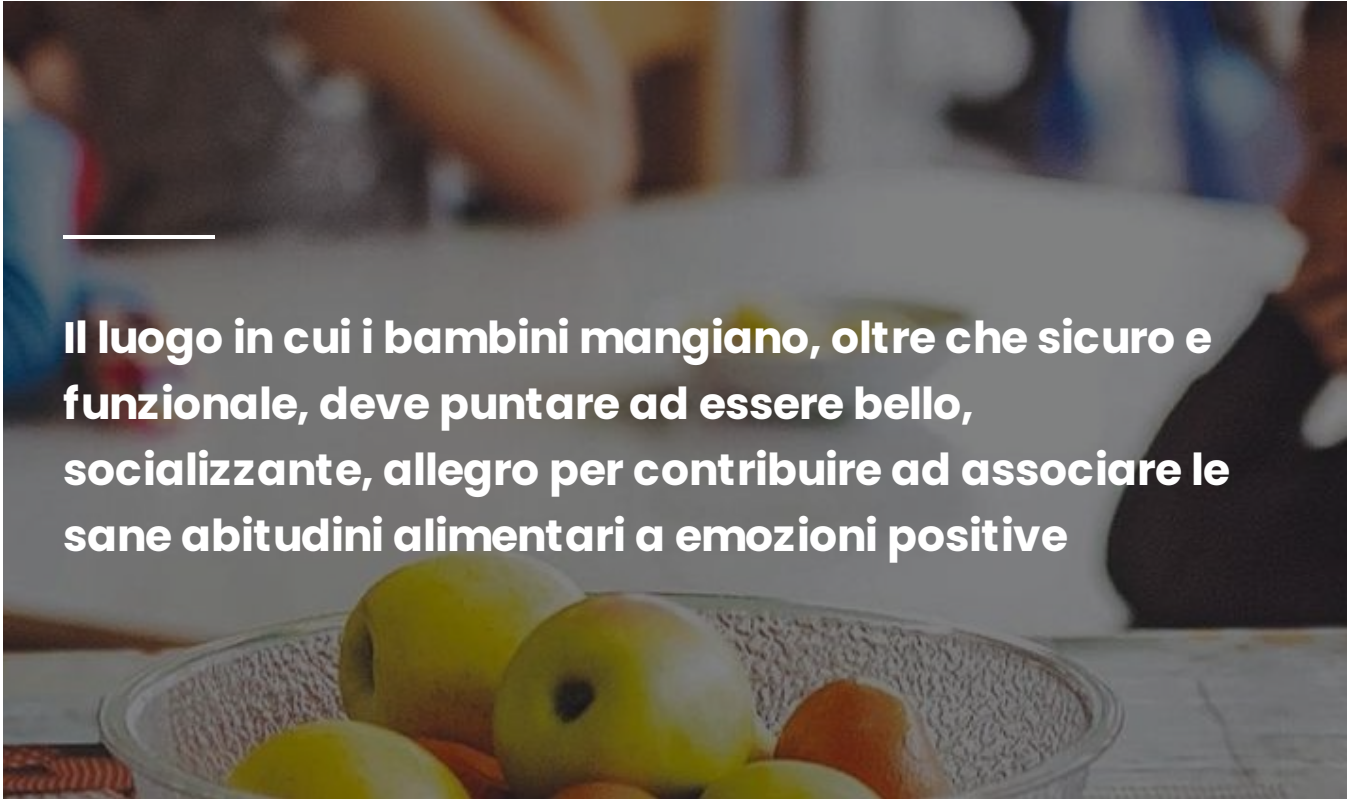 Il luogo in cui i bambini mangiano, oltre che sicuro e
funzionale, deve puntare ad essere bello,
socializzante, allegro per contribuire ad associare le
sane abitudini alimentari a emozioni positive